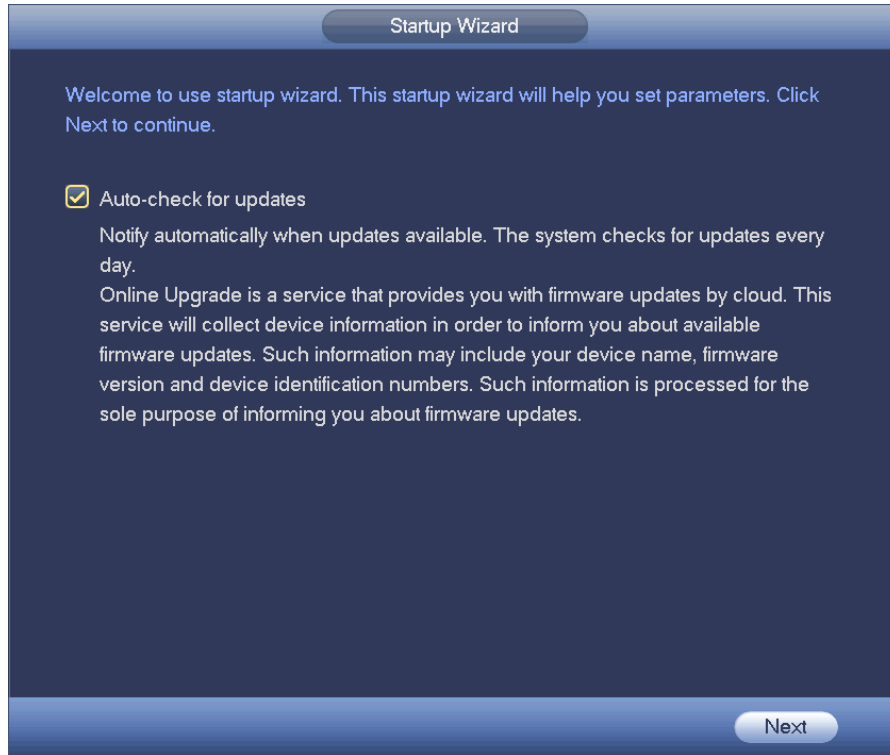 Startup Wizard
Welcome to use startup wizard. This startup wizard will help you set parameters. Click
Next to continue.
Auto-check for updates
Notify automatically when updates available. The system checks for updates every
day.
Online Upgrade is a service that provides you with firmware updates by cloud. This
service will collect device information in order to inform you about available
firmware updates. Such information may include your device name, firmware
version and device identification numbers. Such information is processed for the
sole purpose of informing you about firmware updates.
Next